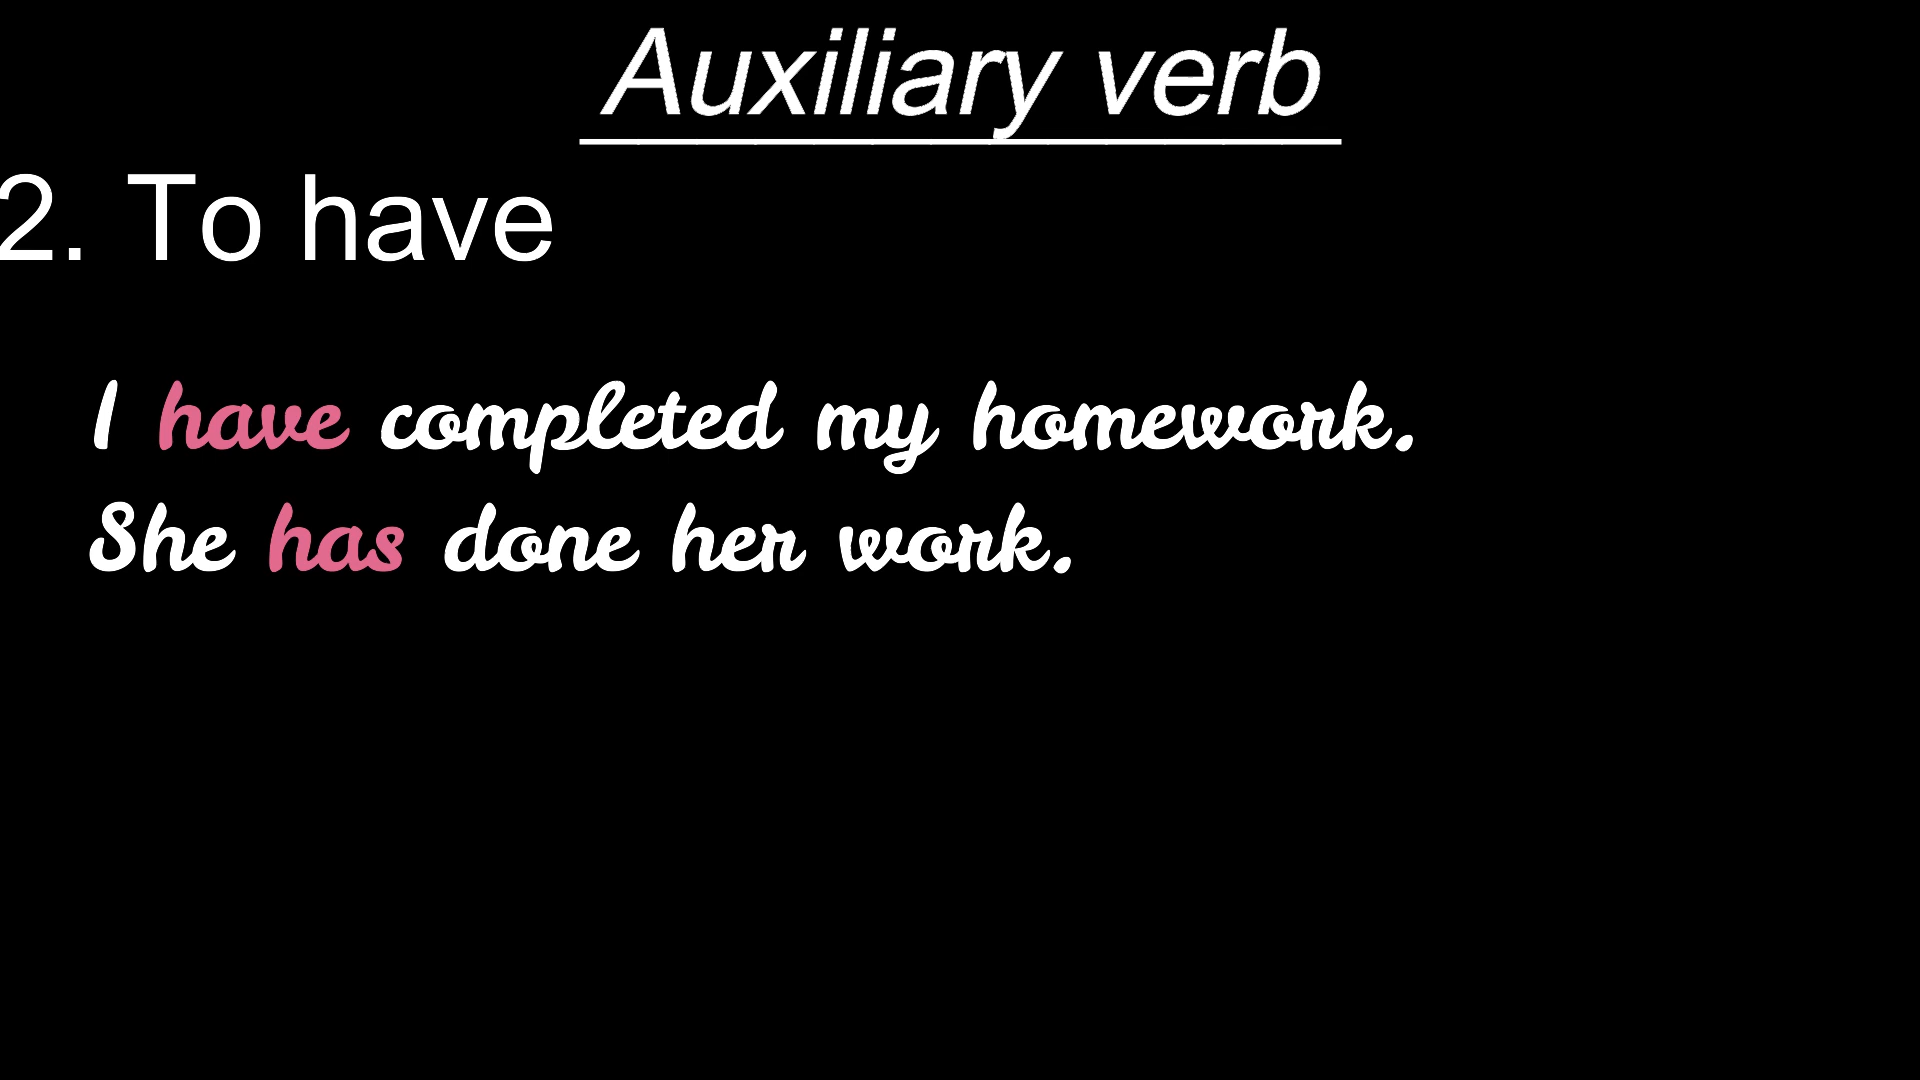 Auxiliary verb
2. To have
I have completed my homework.
She has done her work.